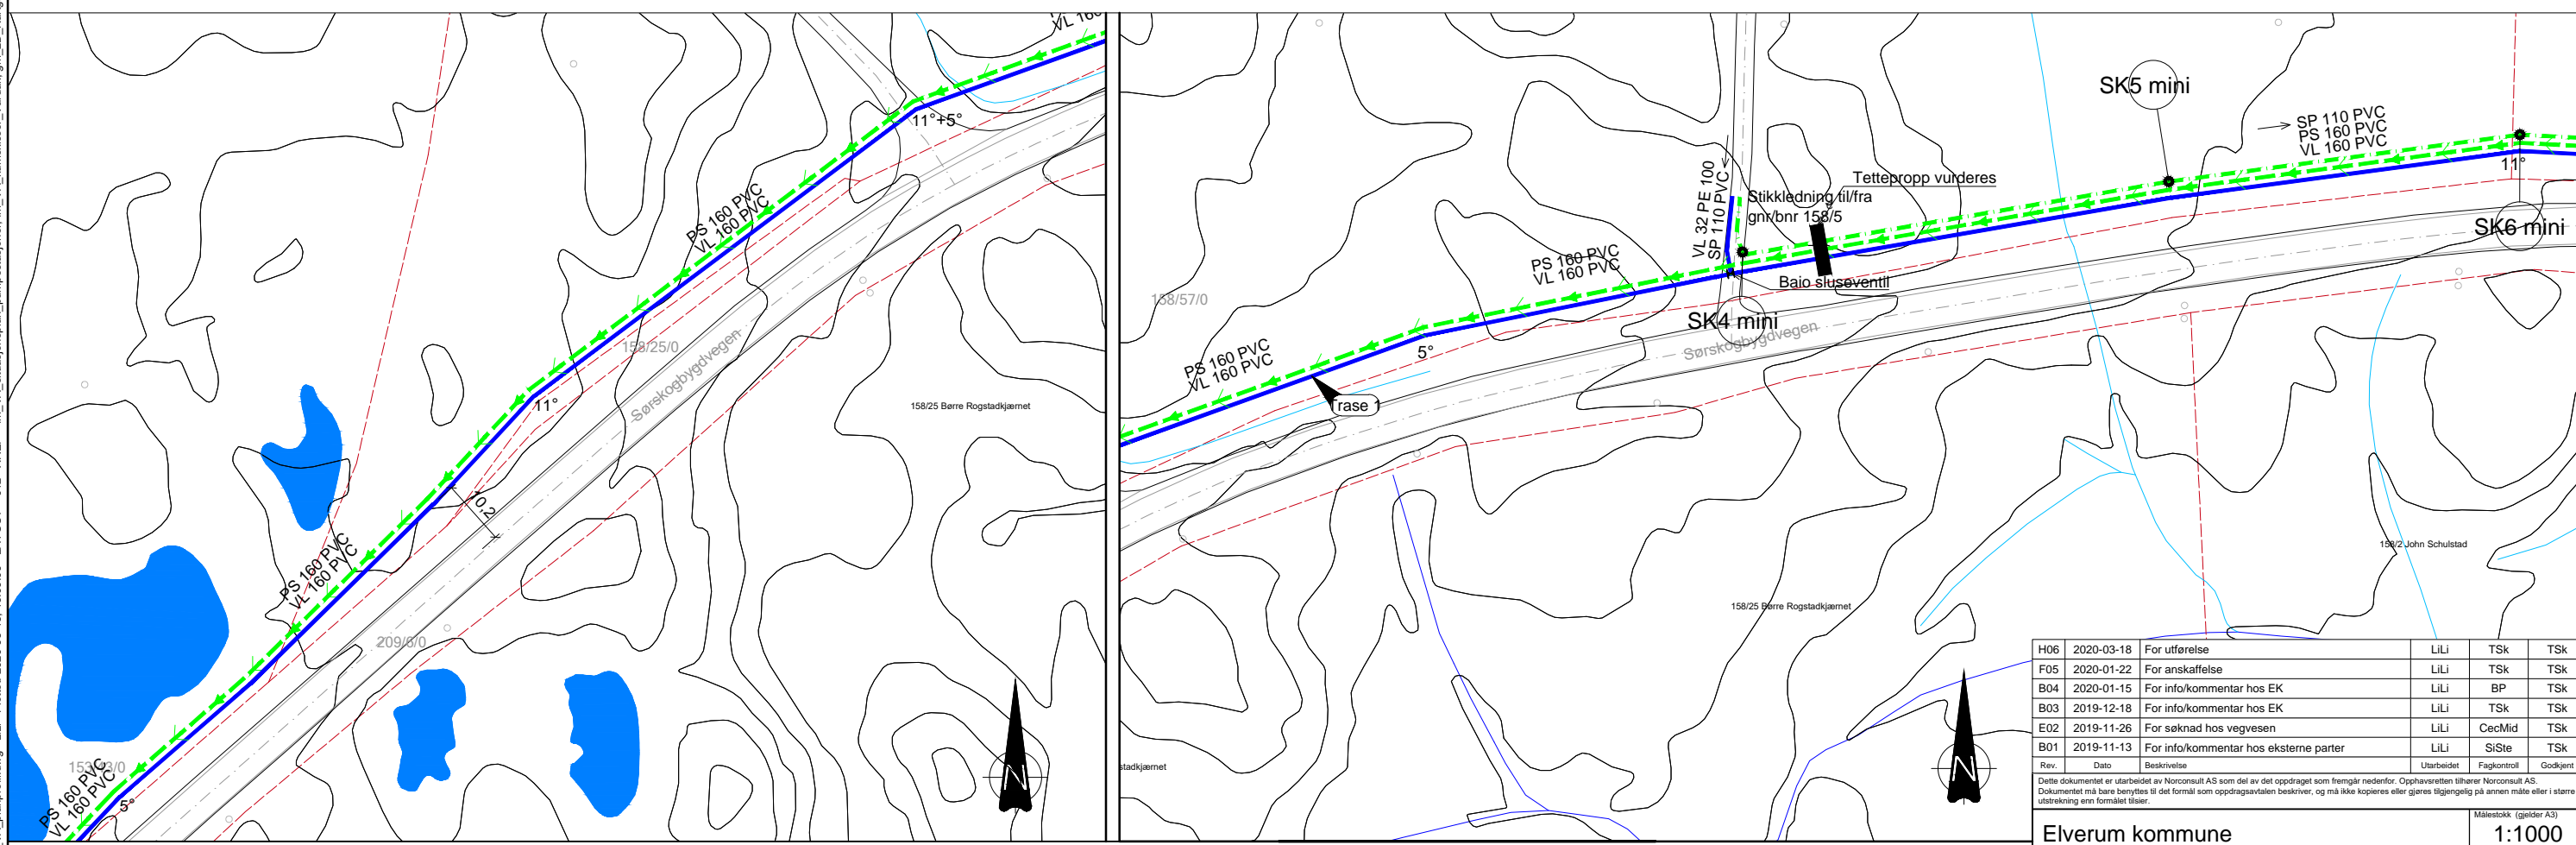 VL 160
11°+5°
PS 160 PVC
VL 160 PVC
158/25/0
Sørskogbygdvegen
11°
158/25 Børre Rogstadkjærnet
10,2
PS 160 PVC
VL 160 PVC
209/6/0
153/43/0
PS 160 PVC
VL 160 PVC
5°
N
SK5 mini
SP 110 PVC
PS 160 PVC
VL 160 PVC
11°
Tettepropp vurderes
VL 32 PE 100
SP 110 PVC
Stikkledning til/fra
gnr/bnr 158/5
SK6 mini
PS 160 PVC
VL 160 PVC
Baio sluseventil
158/57/0
SK4 mini
Sørskogbygdvegen
5°
PS 160 PVC
VL 160 PVC
Trase 1
158/2 John Schulstad
158/25 Børre Rogstadkjærnet
stadkjærnet
N
H06 2020-03-18 For utførelse LiLi TSk TSk
F05 2020-01-22 For anskaffelse LiLi TSk TSk
B04 2020-01-15 For info/kommentar hos EK LiLi BP TSk
B03 2019-12-18 For info/kommentar hos EK LiLi TSk TSk
E02 2019-11-26 For søknad hos vegvesen LiLi CecMid TSk
B01 2019-11-13 For info/kommentar hos eksterne parter LiLi SiSte TSk
Rev. Dato Beskrivelse Utarbeidet Fagkontroll Godkjent
Dette dokumentet er utarbeidet av Norconsult AS som del av det oppdraget som fremgår nedenfor. Opphavsretten tilhører Norconsult AS.
Dokumentet må bare benyttes til det formål som oppdragsavtalen beskriver, og må ikke kopieres eller gjøres tilgjengelig på annen måte eller i større
utstrekning enn formålet tilsier.
Målestokk (gjelder A3)
Elverum kommune 1:1000